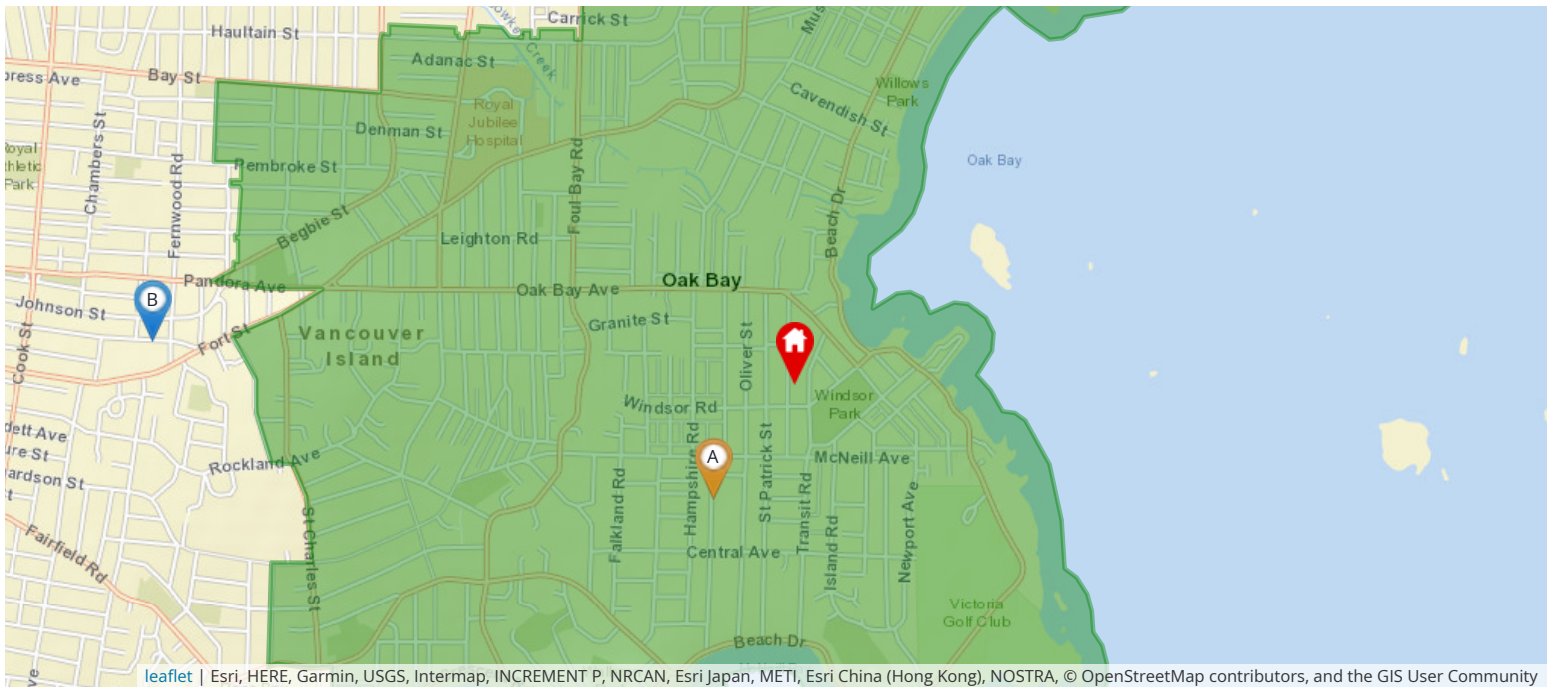 Carrick St
Haultain St
Creek
Adanac St
Bay St
Willows
Park
Cavendish St
Royal
Jubilee
Hospital
Denman St
Chambers St
Fernwood Rd
Pembroke St
Park
Oak Bay
Foul Bay Rd
Beach Dr
Begbie St
Leighton Rd
Pandora Ave
Oak Bay
Oak Bay Ave
B
Johnson St
Granite St
Fort St
Vancouver
Island
Oliver St
Cook St
Windsor Rd
Windsor
Park
Hampshire Rd
St Patrick St
A
McNeill Ave
Rockland Ave
Falkland Rd
Transit Rd
Newport Ave
Island Rd
St Charles St
Fairfield Rd
Central Ave
Victoria
Golf Club
Beach Dr
leaflet | Esri, HERE, Garmin, USGS, Intermap, INCREMENT P, NRCAN, Esri Japan, METI, Esri China (Hong Kong), NOSTRA, © OpenStreetMap contributors, and the GIS User Community